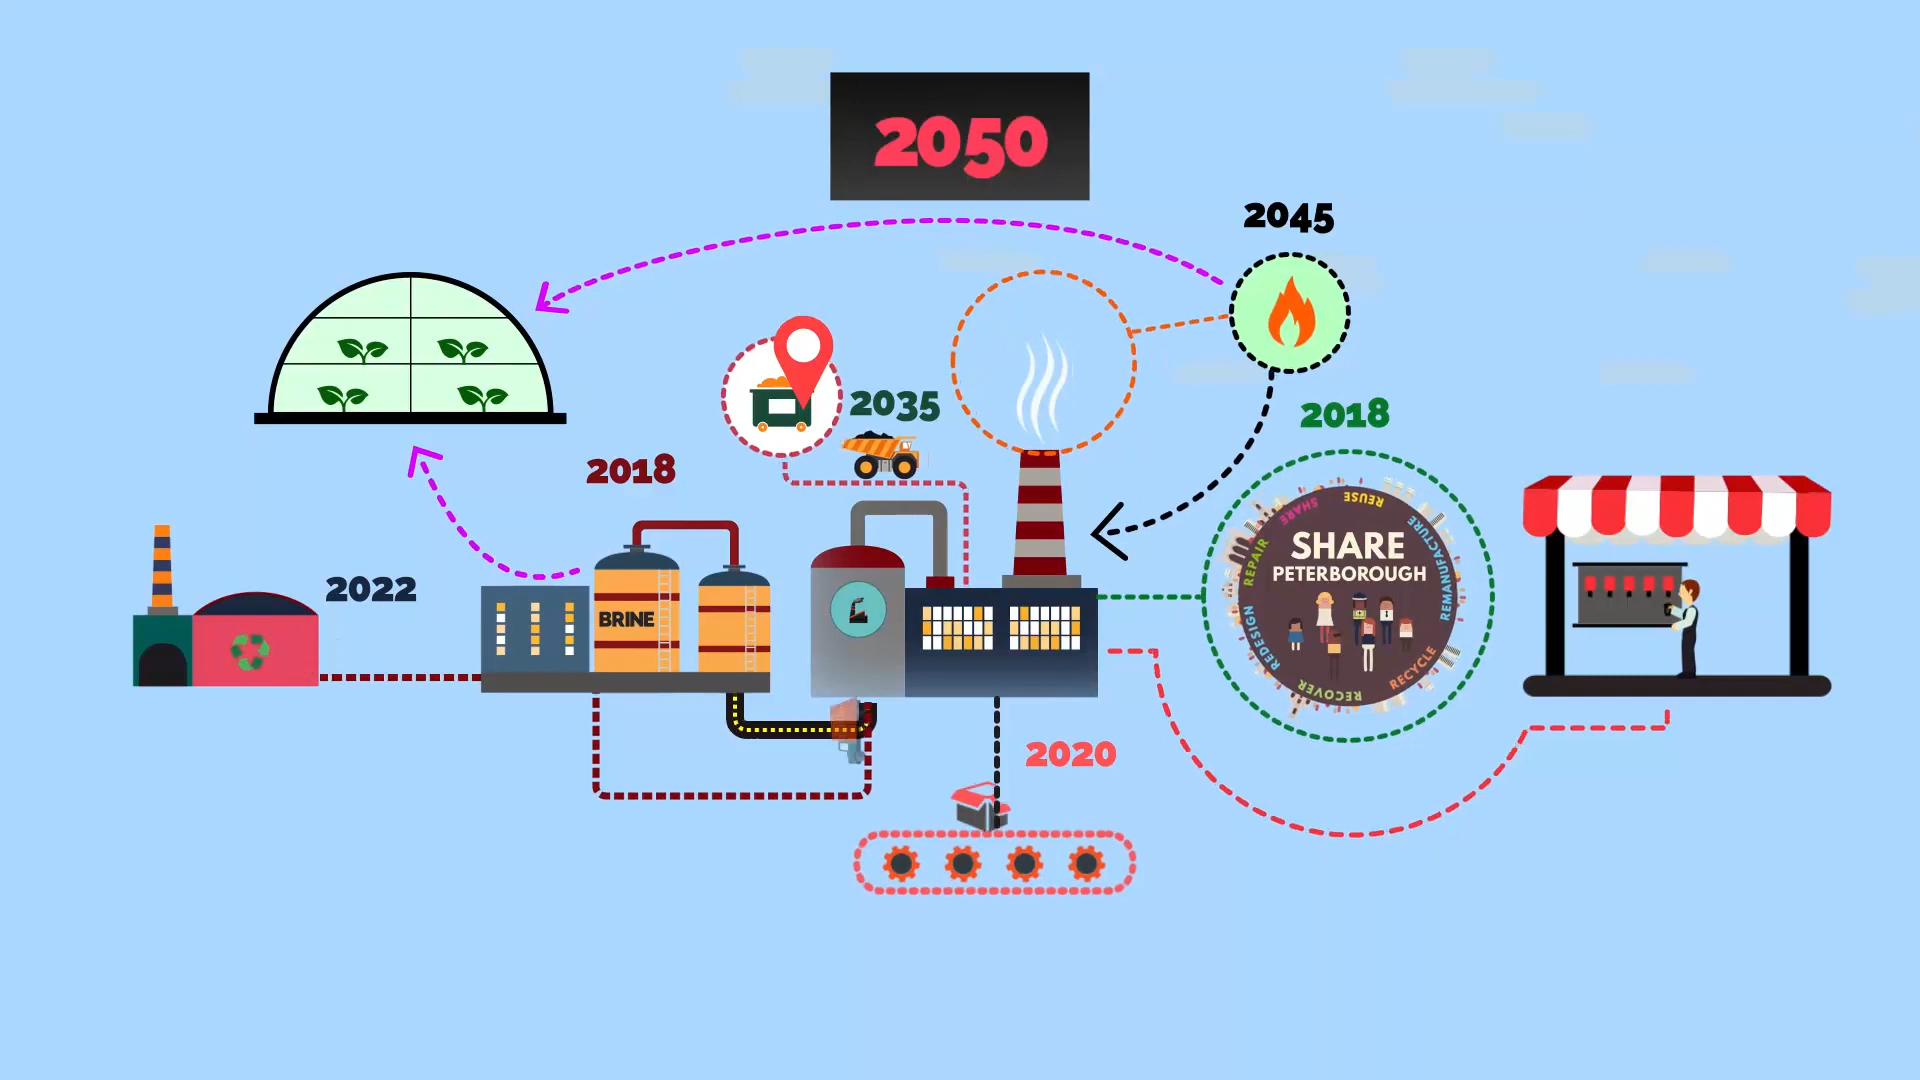 2050
2045
2035
2018
2018
2022
BRINE
SHARE
REUSE
REMANUFACTURE
REPAIR
SHARE
PETERBOROUGH
REDESIGN
RECYCLE
RECOVER
2020